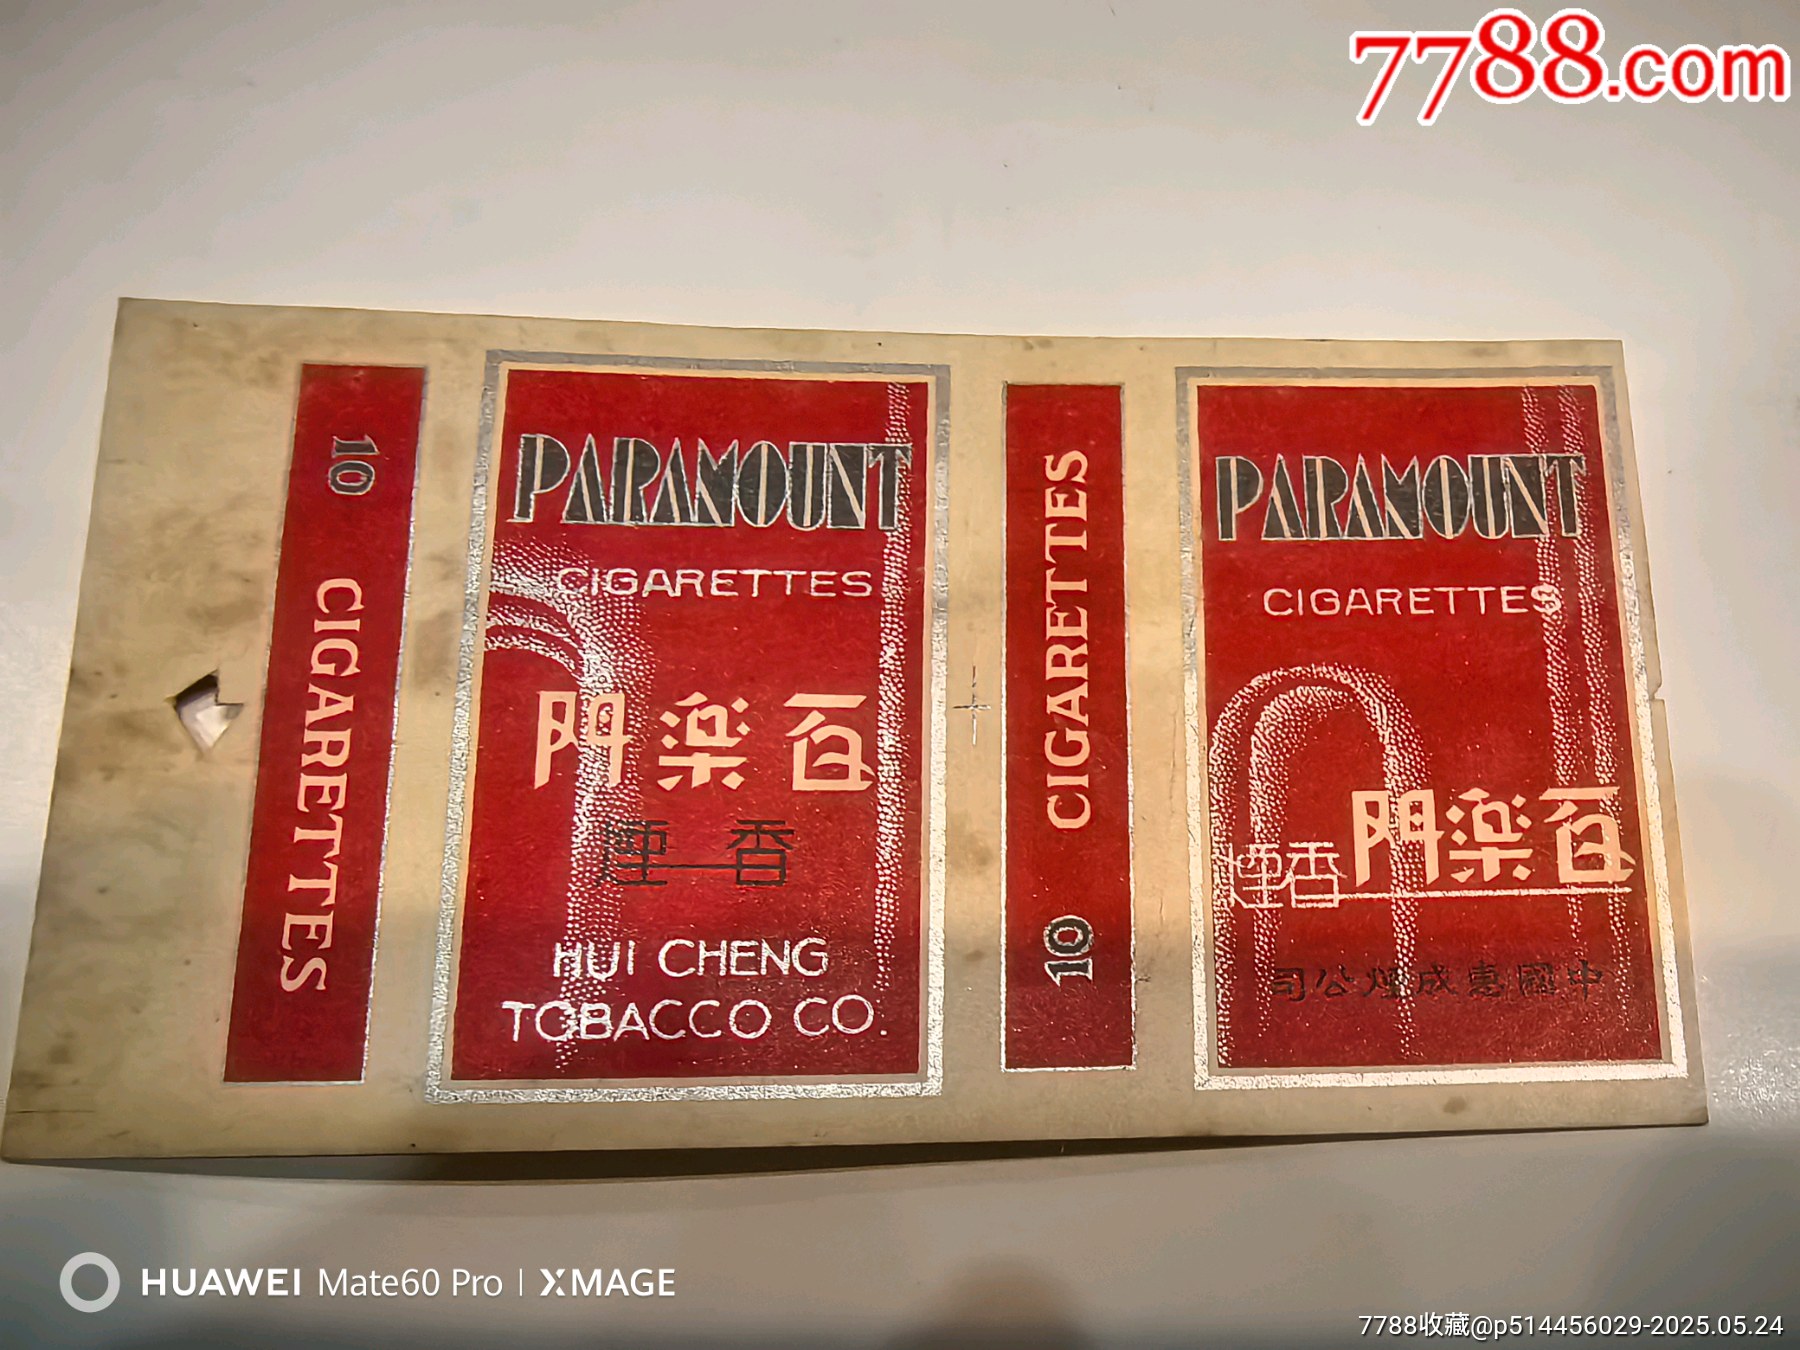 7788.com
10 CIGARETTES
PARAMOUNT
CIGARETTES
門樂百
煙香
HUI CHENG
TOBACCO CO.
10 CIGARETTES
PARAMOUNT
CIGARETTES
煙香門樂百
司公煙成惠國中
HUAWEI Mate60 Pro | XMAGE
7788收藏@p514456029-2025.05.24